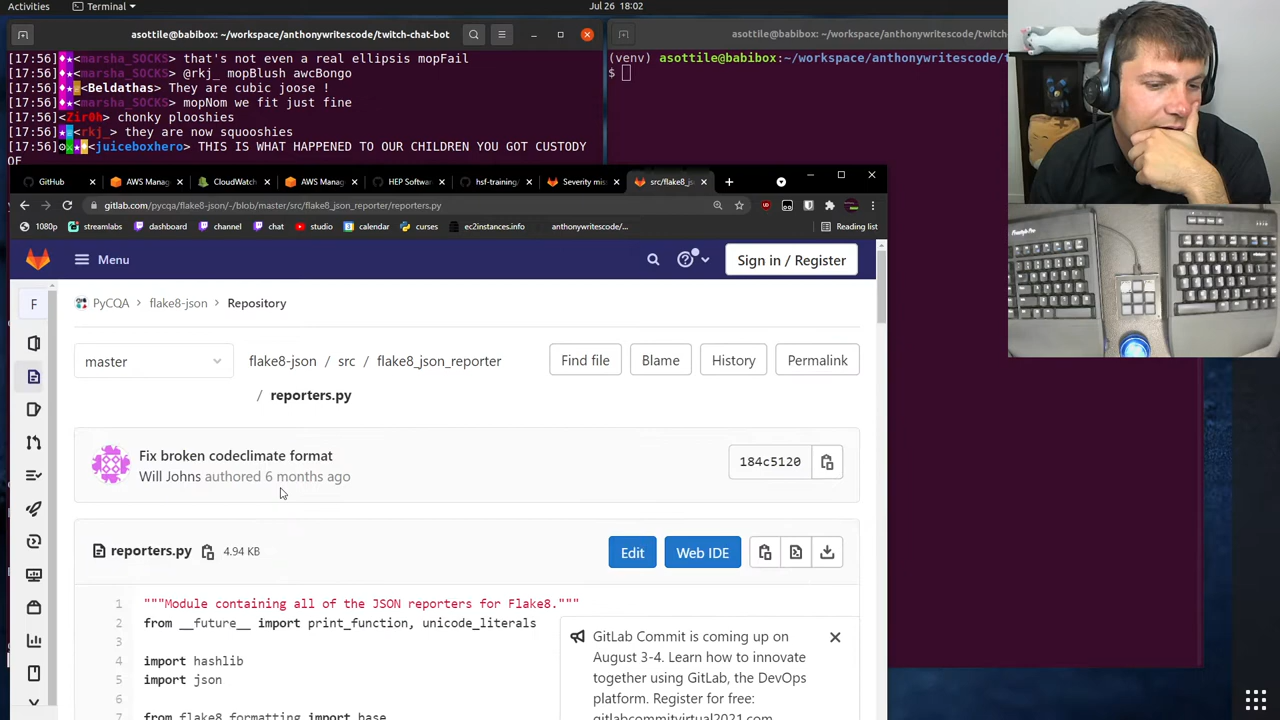 Activities
Terminal
Jul 26 18:02
asottile@babibox: ~/workspace/anthonywritescode/twitch-chat-bot
asottile@babibox: ~/workspace/anthonywritescode/twitch-
[17:56] <marsha_SOCKS> that's not even a real ellipsis mopFail
[17:56] <marsha_SOCKS> @rkj_ mopBlush awcBongo
[17:56] <Beldathas> They are cubic joose !
[17:56] <marsha_SOCKS> mopNom we fit just fine
[17:56] <Zir0h> chonky plooshies
[17:56] <rkj_> they are now squooshies
[17:56] <juiceboxhero> THIS IS WHAT HAPPENED TO OUR CHILDREN YOU GOT CUSTODY
OF
(venv) asottile@babibox:~/workspace/anthonywritescode/t
$
GitHub
AWS Manag
CloudWatch
AWS Manag
HEP Softwa
hsf-training/
Severity mis
src/flake8_js
gitlab.com/pycqa/flake8-json/-/blob/master/src/flake8_json_reporter/reporters.py
1080p
streamlabs
dashboard
channel
chat
studio
calendar
curses
ec2instances.info
anthonywritescode/...
Reading list
Menu
Sign in / Register
F
PyCQA
flake8-json
Repository
master
flake8-json / src / flake8_json_reporter
/ reporters.py
Find file
Blame
History
Permalink
Fix broken codeclimate format
Will Johns authored 6 months ago
184c5120
reporters.py
4.94 KB
Edit
Web IDE
1 """Module containing all of the JSON reporters for Flake8."""
2 from __future__ import print_function, unicode_literals
3
4 import hashlib
5 import json
6
7 from flake8.formatting import base
GitLab Commit is coming up on
August 3-4. Learn how to innovate
together using GitLab, the DevOps
platform. Register for free:
gitlabcommitvirtual2021.com
Freestyle Pro